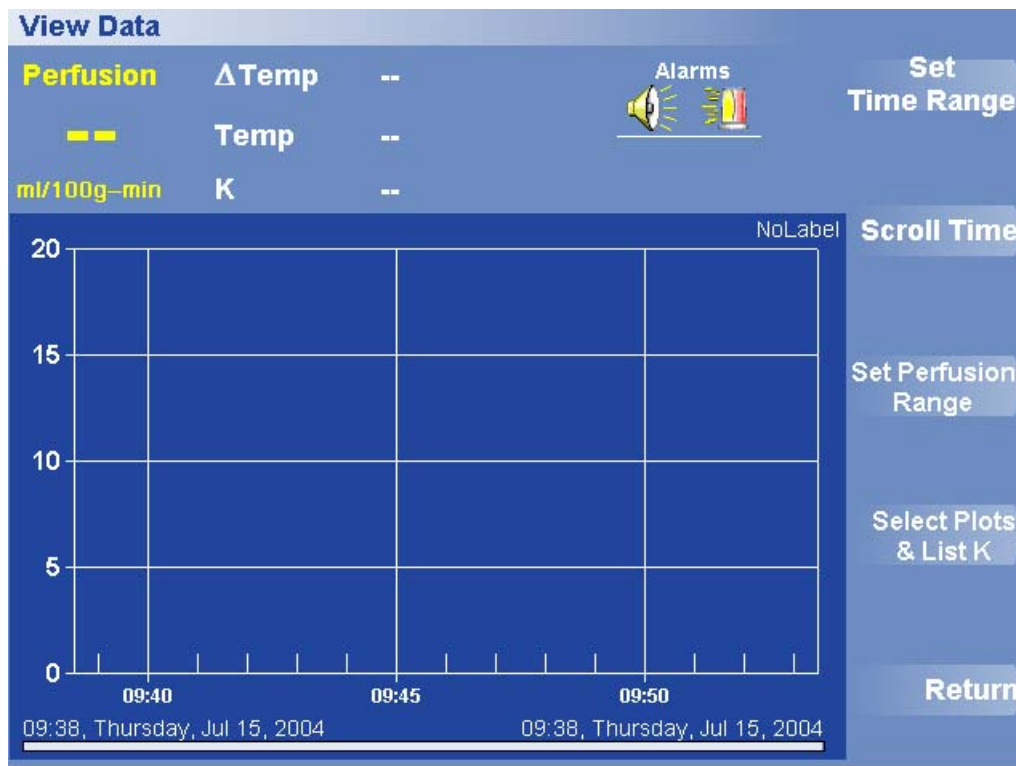 View Data
Perfusion
--
ml/100g–min
ΔTemp --
Temp --
K --
Alarms
Set
Time Range
Scroll Time
Set Perfusion
Range
Select Plots
& List K
Return
NoLabel
20
15
10
5
0
09:40 09:45 09:50
09:38, Thursday, Jul 15, 2004 09:38, Thursday, Jul 15, 2004